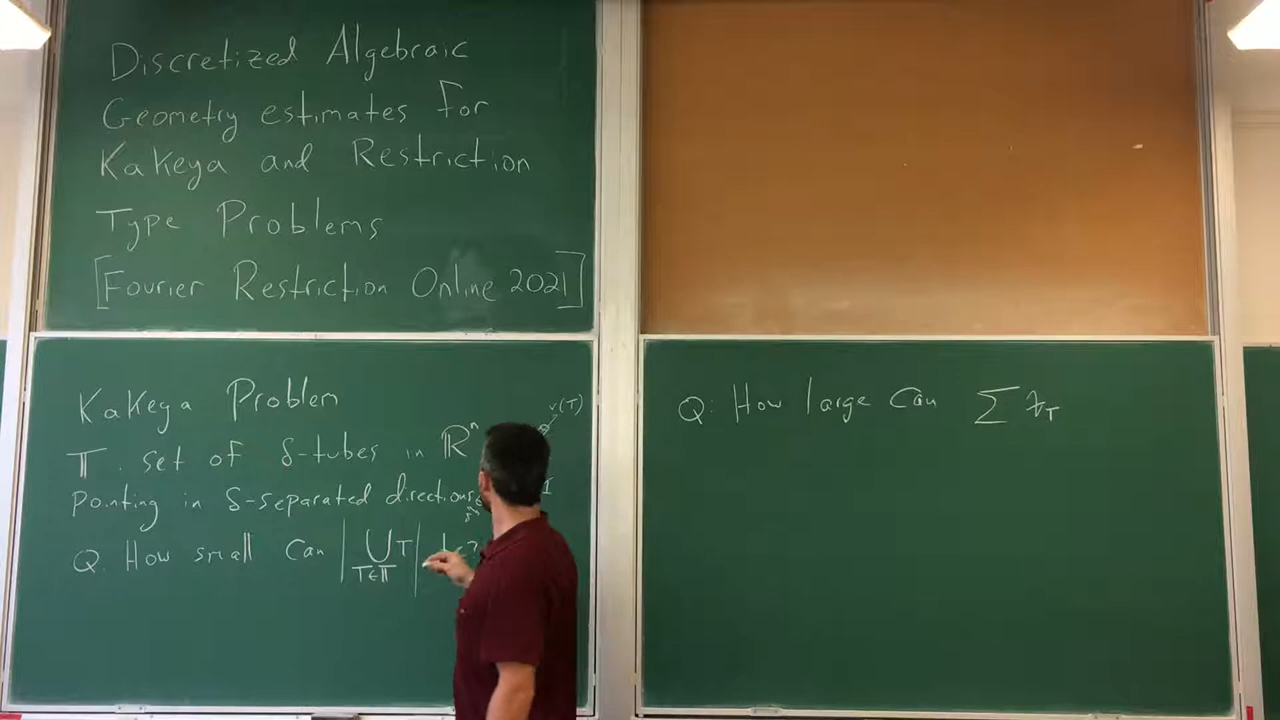 Discretized Algebraic
Geometry estimates for
Kakeya and Restriction
Type Problems
[Fourier Restriction Online 2021]
Kakeya Problem
𝕋 set of δ-tubes in ℝⁿ
v(T)
pointing in δ-separated directions
Q. How small can |⋃_{T∈𝕋} T| be?
Q: How large can Σ χ_T